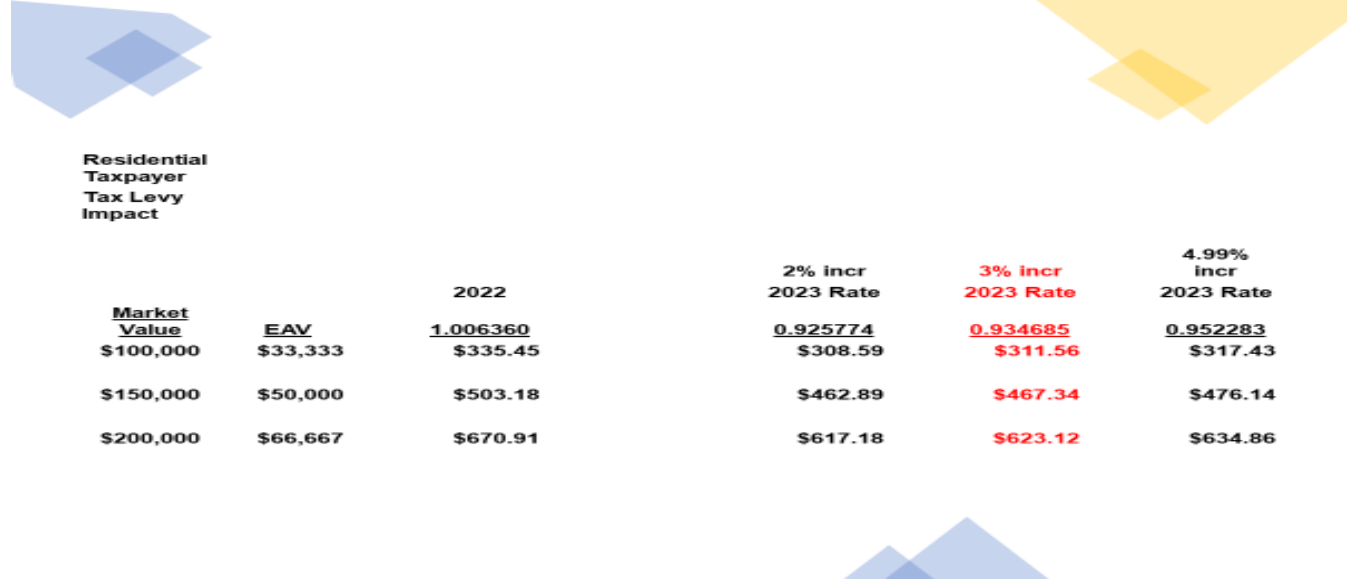 Residential
Taxpayer
Tax Levy
Impact
4.99%
2% incr 3% incr incr
2022 2023 Rate 2023 Rate 2023 Rate
Market
Value EAV 1.006360 0.925774 0.934685 0.952283
$100,000 $33,333 $335.45 $308.59 $311.56 $317.43
$150,000 $50,000 $503.18 $462.89 $467.34 $476.14
$200,000 $66,667 $670.91 $617.18 $623.12 $634.86